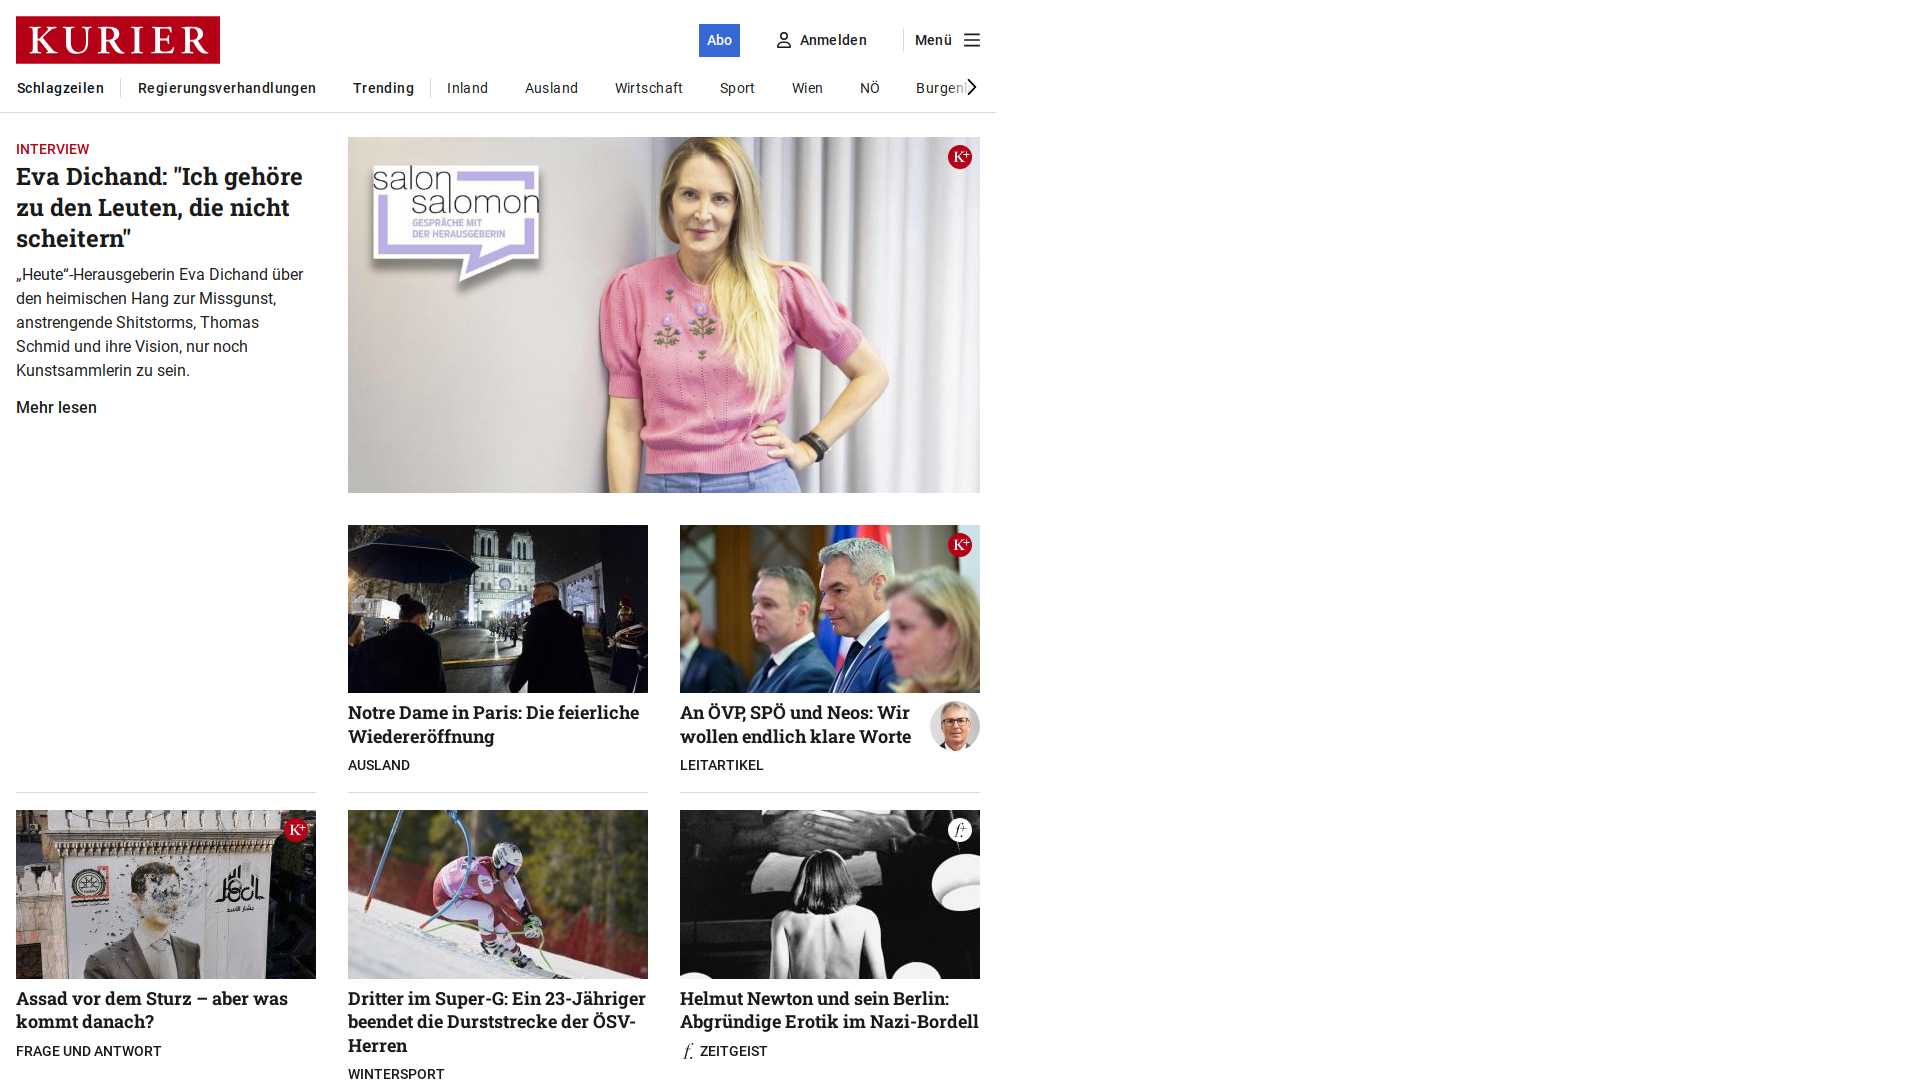 KURIER
Abo
Anmelden
Menü
Schlagzeilen
Regierungsverhandlungen
Trending
Inland
Ausland
Wirtschaft
Sport
Wien
NÖ
INTERVIEW
Eva Dichand: "Ich gehöre
zu den Leuten, die nicht
scheitern"
„Heute“-Herausgeberin Eva Dichand über
den heimischen Hang zur Missgunst,
anstrengende Shitstorms, Thomas
Schmid und ihre Vision, nur noch
Kunstsammlerin zu sein.
Mehr lesen
salon
salomon
GESPRÄCHE MIT
DER HERAUSGEBERIN
K+
Notre Dame in Paris: Die feierliche
Wiedereröffnung
AUSLAND
K+
An ÖVP, SPÖ und Neos: Wir
wollen endlich klare Worte
LEITARTIKEL
K+
Assad vor dem Sturz – aber was
kommt danach?
FRAGE UND ANTWORT
Dritter im Super-G: Ein 23-Jähriger
beendet die Durststrecke der ÖSV-
Herren
WINTERSPORT
f+
Helmut Newton und sein Berlin:
Abgründige Erotik im Nazi-Bordell
f. ZEITGEIST